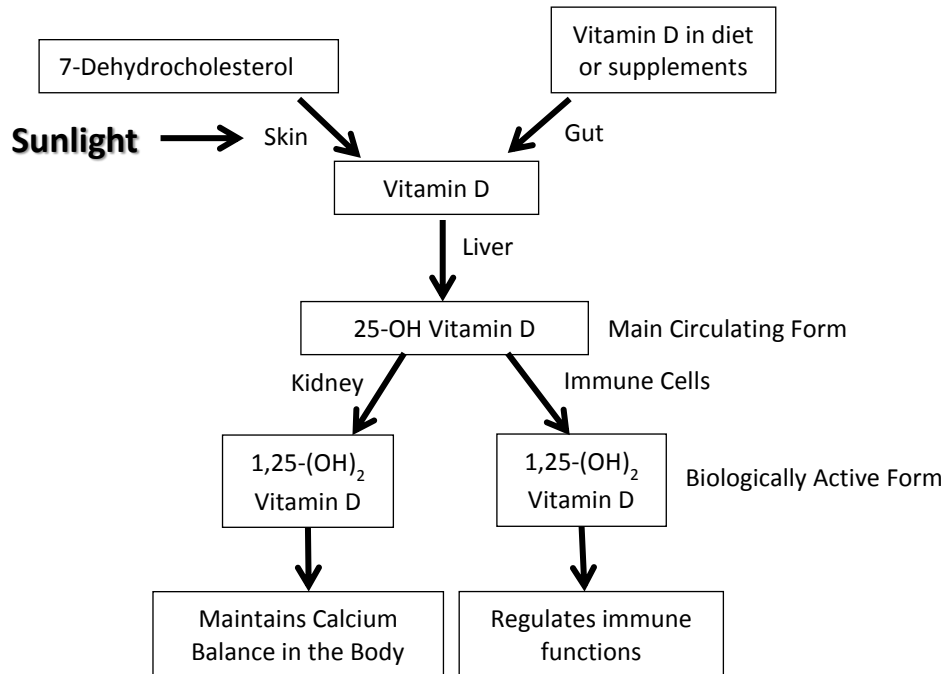 7-Dehydrocholesterol
Vitamin D in diet
or supplements
Sunlight
Skin
Gut
Vitamin D
Liver
25-OH Vitamin D
Main Circulating Form
Kidney
Immune Cells
1,25-(OH)₂
Vitamin D
1,25-(OH)₂
Vitamin D
Biologically Active Form
Maintains Calcium
Balance in the Body
Regulates immune
functions